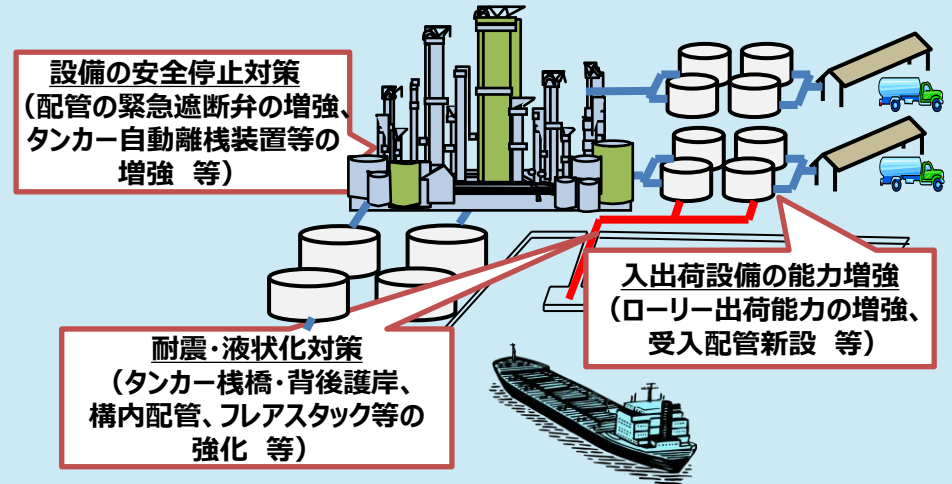 設備の安全停止対策
（配管の緊急遮断弁の増強、
タンカー自動離桟装置等の
増強 等）
入出荷設備の能力増強
（ローリー出荷能力の増強、
受入配管新設 等）
耐震・液状化対策
（タンカー桟橋・背後護岸、
構内配管、フレアスタック等の
強化 等）